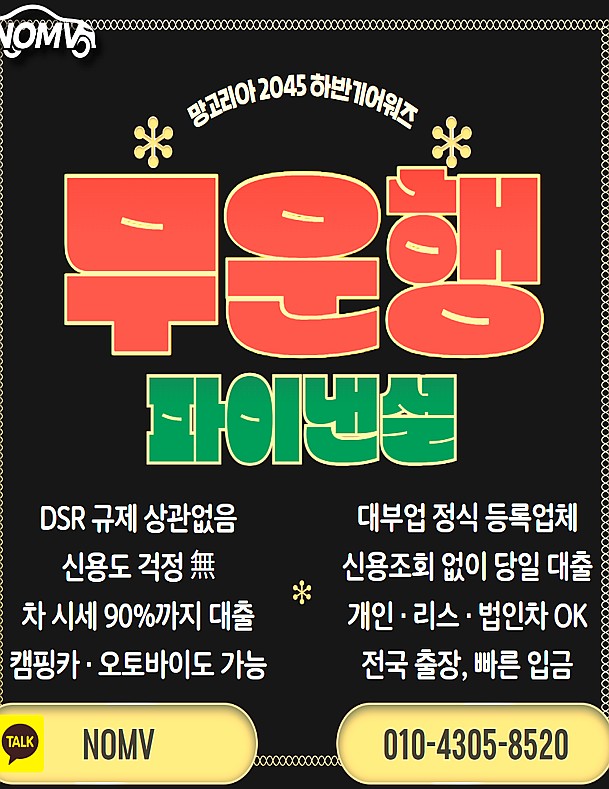 NOMV
망고리아 2045 하반기어워즈
무운행
파이낸셜
DSR 규제 상관없음
신용도 걱정 無
차 시세 90%까지 대출
캠핑카 · 오토바이도 가능
대부업 정식 등록업체
신용조회 없이 당일 대출
개인 · 리스 · 법인차 OK
전국 출장, 빠른 입금
TALK
NOMV
010-4305-8520